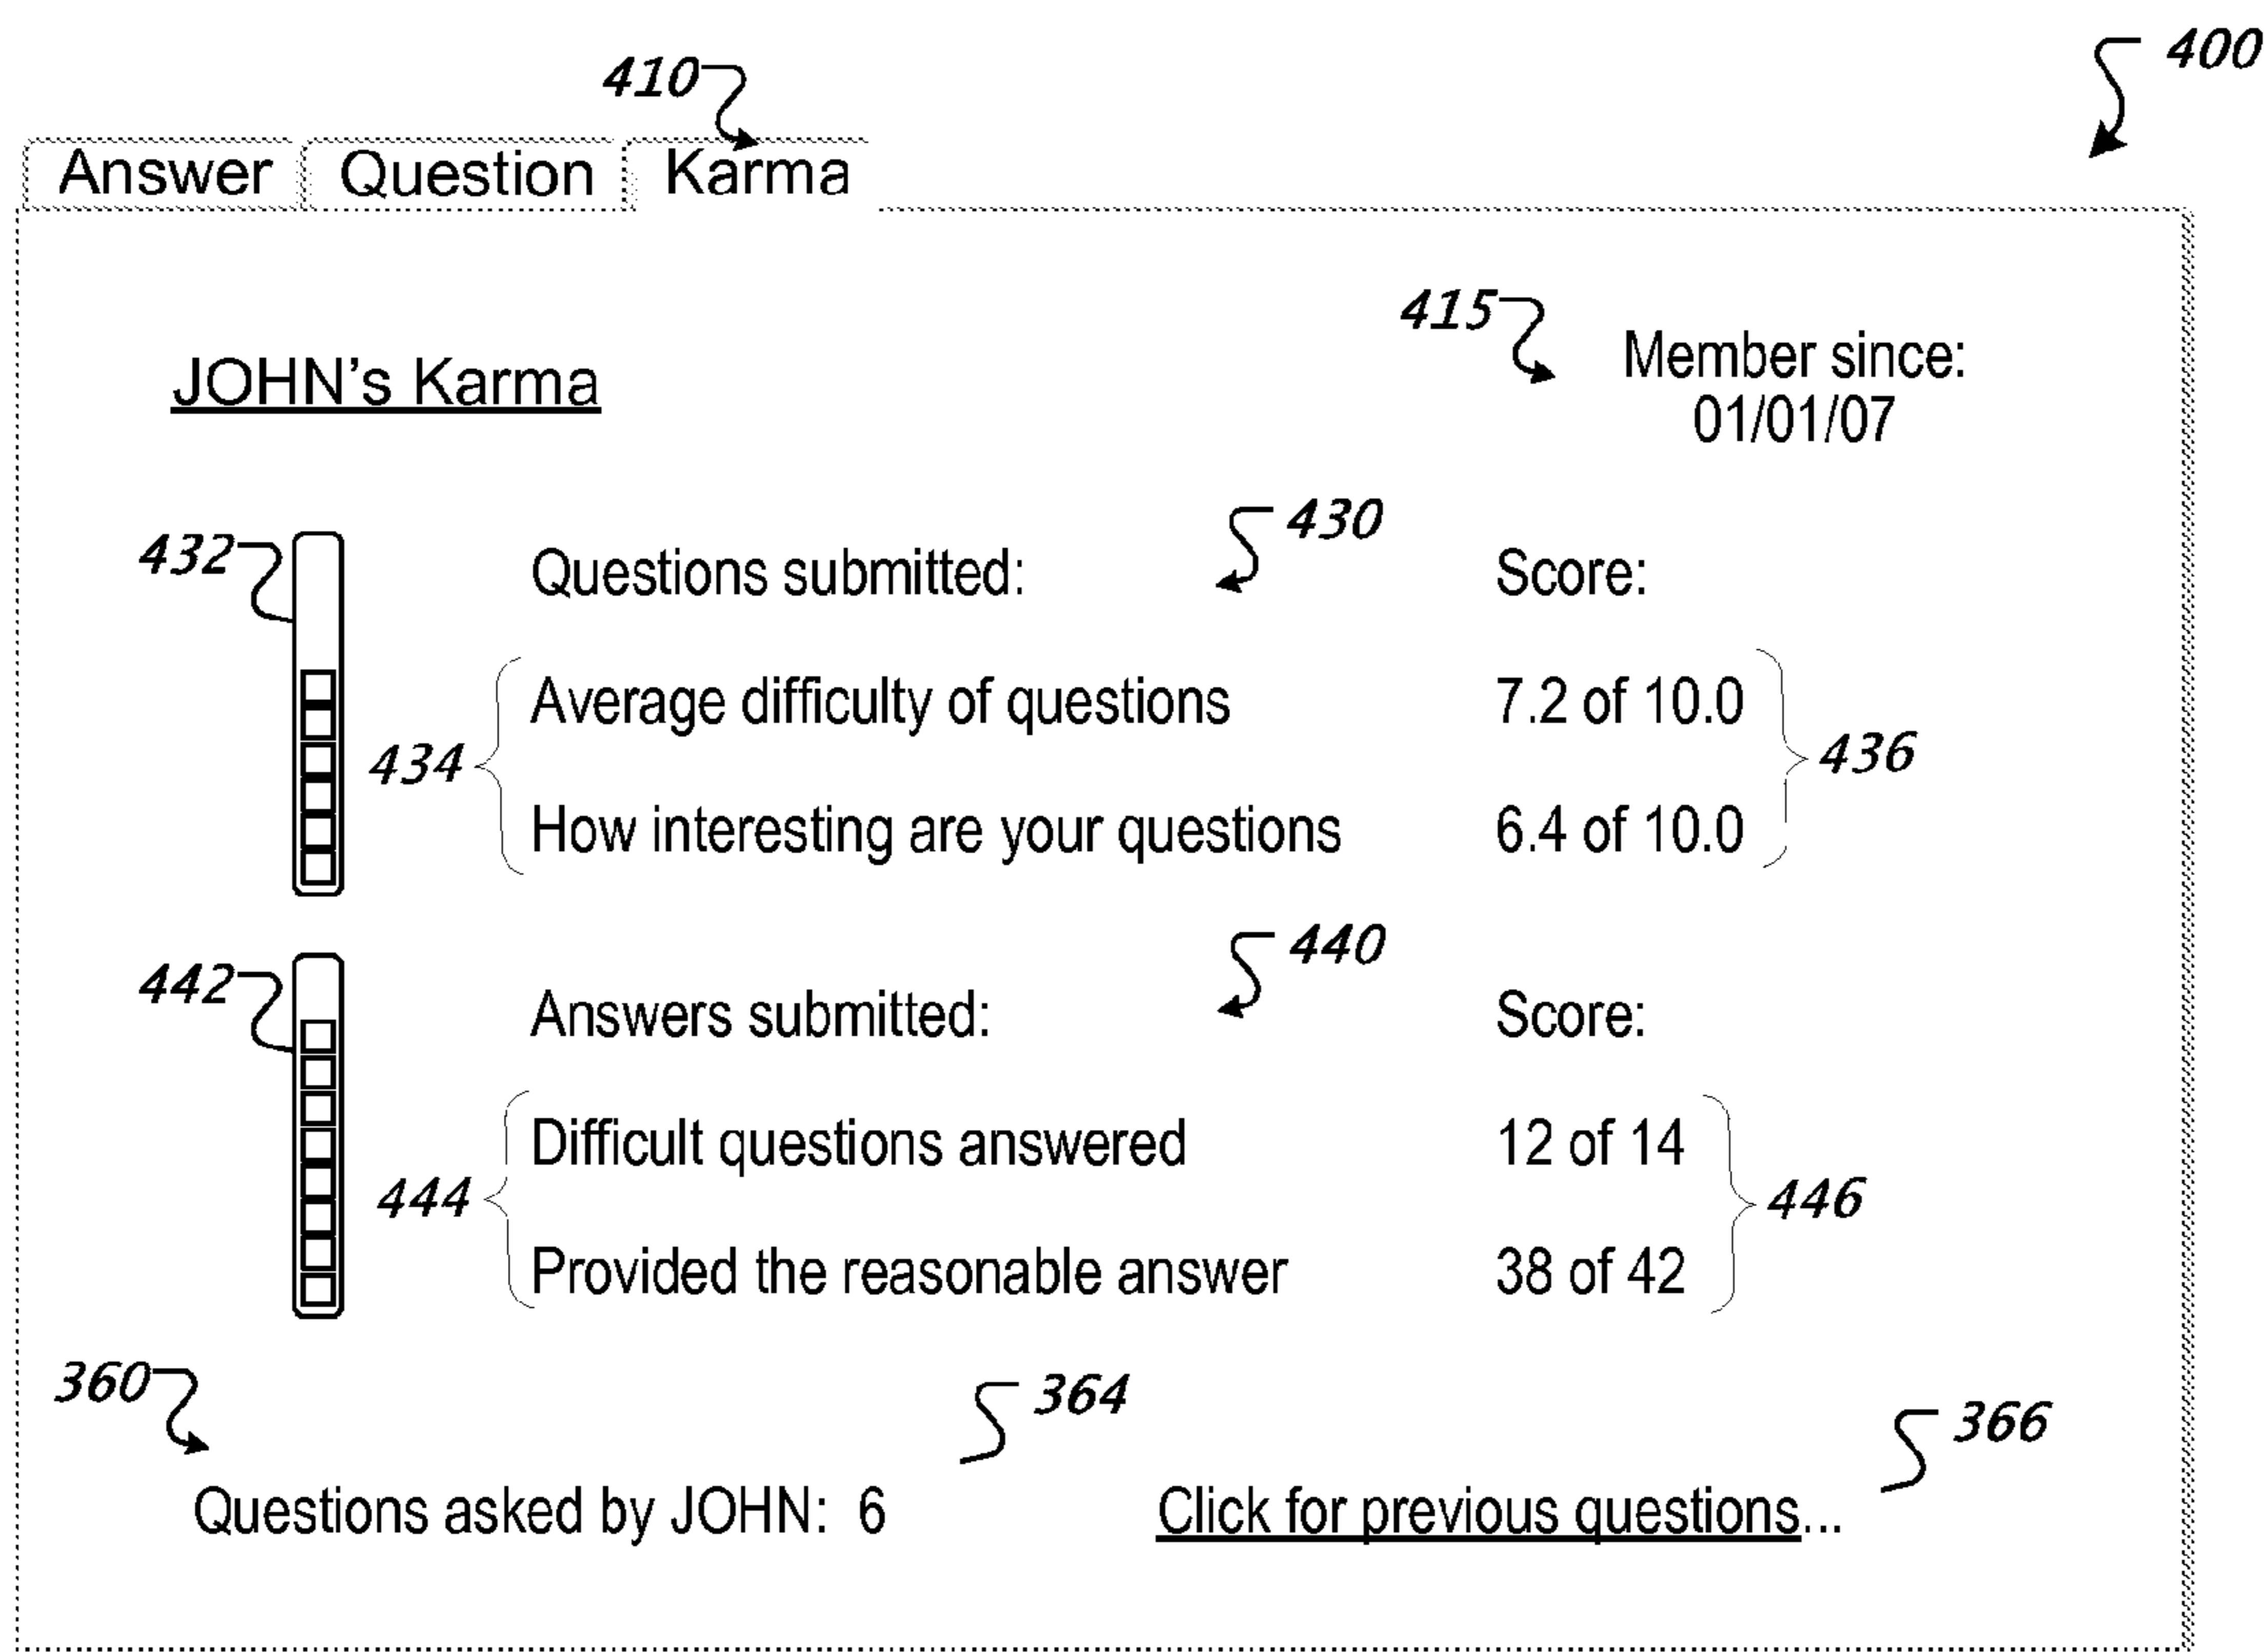 410
400
Answer Question Karma
415
Member since:
JOHN's Karma
01/01/07
430
432
Questions submitted: Score:
Average difficulty of questions 7.2 of 10.0
434
436
How interesting are your questions 6.4 of 10.0
440
442
Answers submitted: Score:
Difficult questions answered 12 of 14
444
446
Provided the reasonable answer 38 of 42
360
364
366
Questions asked by JOHN: 6 Click for previous questions...